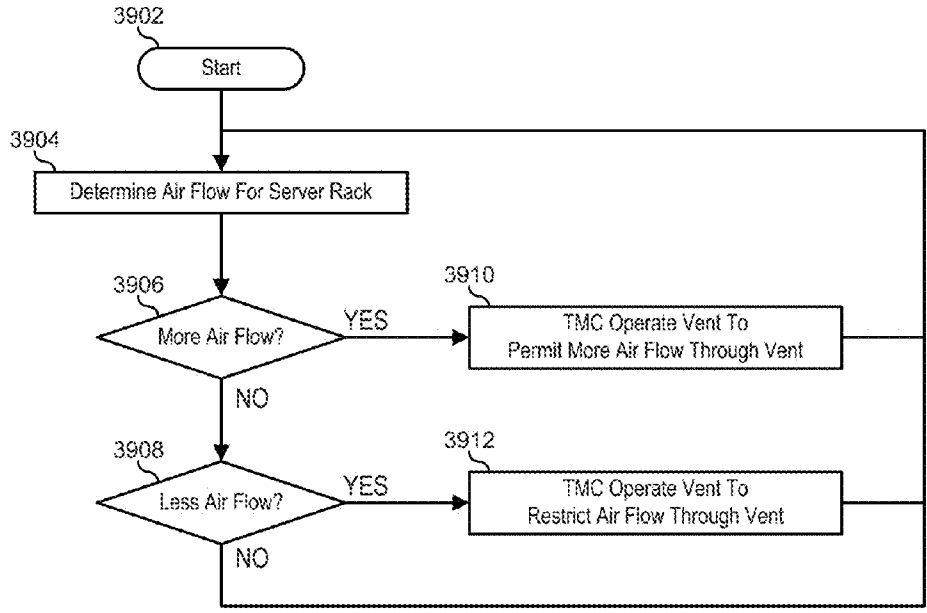 3902
Start
3904
Determine Air Flow For Server Rack
3906
More Air Flow?
YES
3910
TMC Operate Vent To
Permit More Air Flow Through Vent
NO
3908
Less Air Flow?
YES
3912
TMC Operate Vent To
Restrict Air Flow Through Vent
NO